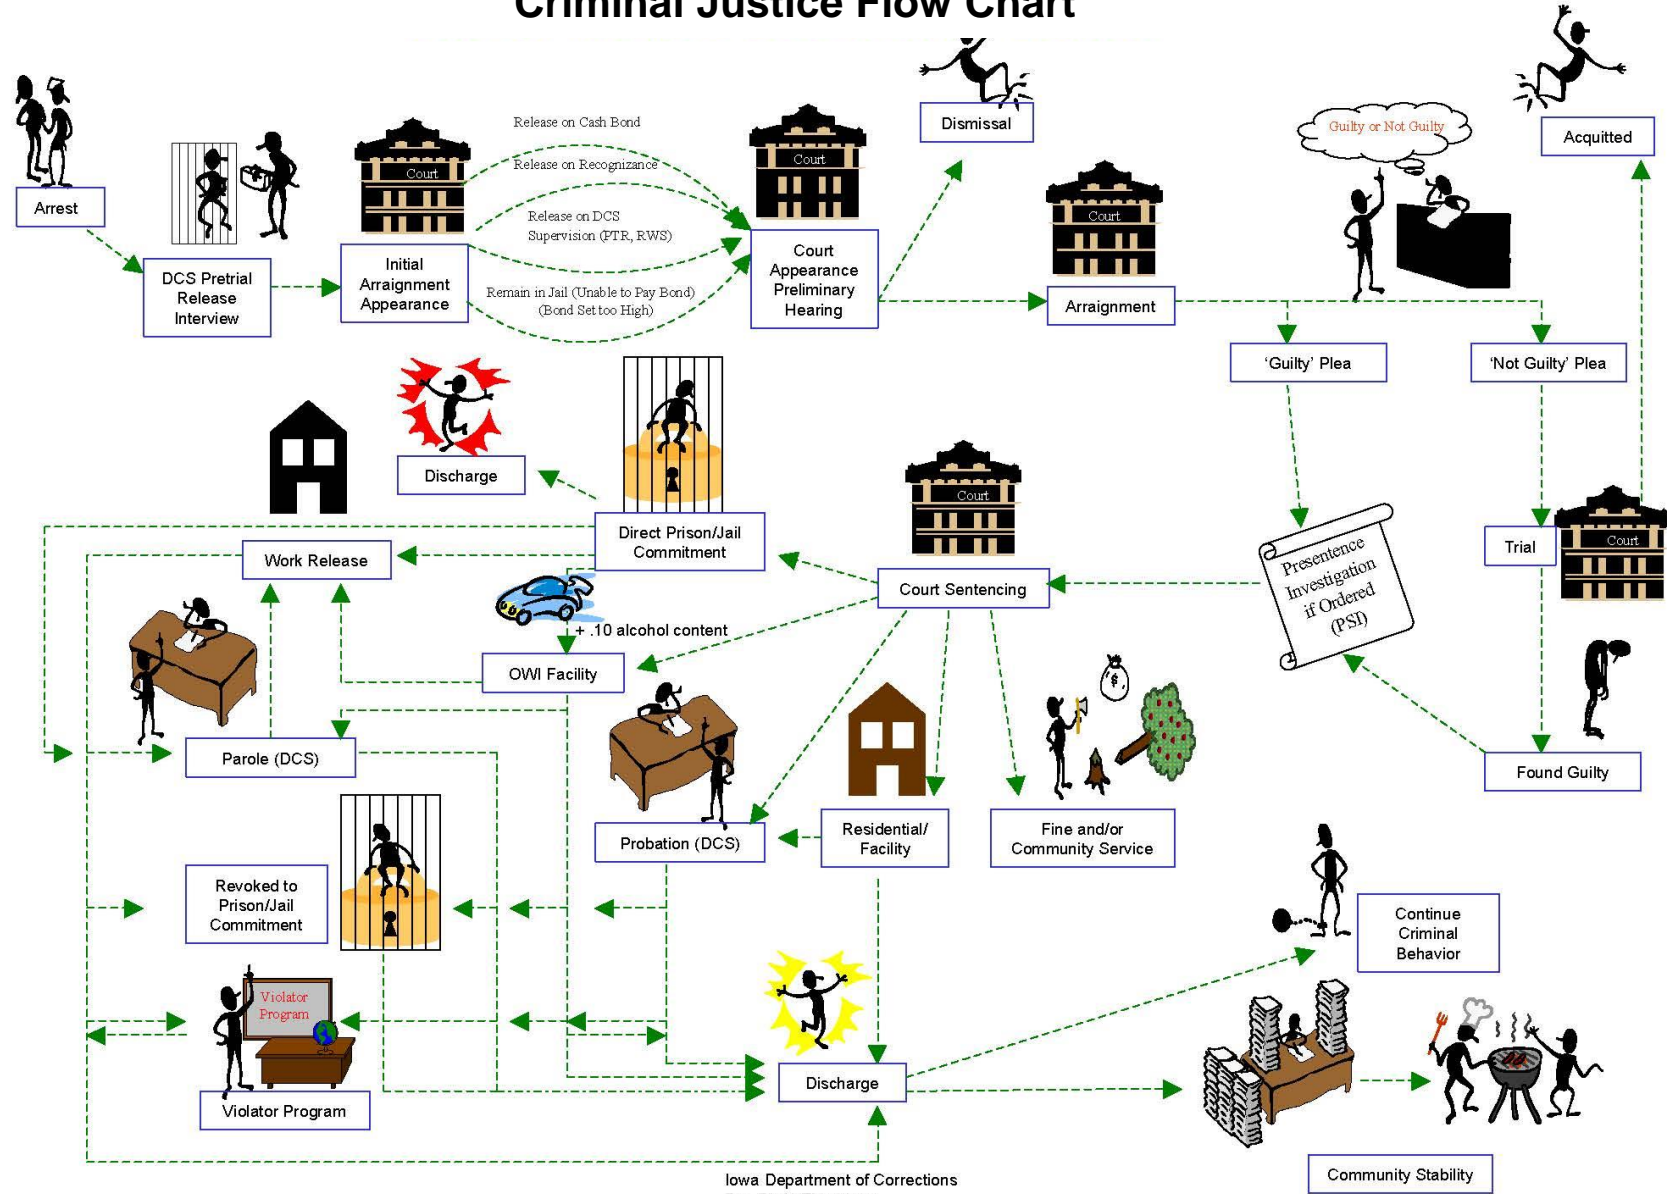 Criminal Justice Flow Chart
Arrest
DCS Pretrial
Release
Interview
Court
Initial
Arraignment
Appearance
Release on Cash Bond
Release on Recognizance
Release on DCS
Supervision (PTR, RWS)
Remain in Jail (Unable to Pay Bond)
(Bond Set too High)
Court
Court
Appearance
Preliminary
Hearing
Dismissal
Court
Arraignment
Guilty or Not Guilty
Acquitted
‘Guilty’ Plea
‘Not Guilty’ Plea
Discharge
Direct Prison/Jail
Commitment
Work Release
Court
Court Sentencing
Presentence
Investigation
if Ordered
(PSI)
Trial
Court
+ .10 alcohol content
OWI Facility
Parole (DCS)
Found Guilty
Probation (DCS)
Residential/
Facility
$
Fine and/or
Community Service
Revoked to
Prison/Jail
Commitment
Continue
Criminal
Behavior
Violator
Program
Violator Program
Discharge
Community Stability
Iowa Department of Corrections